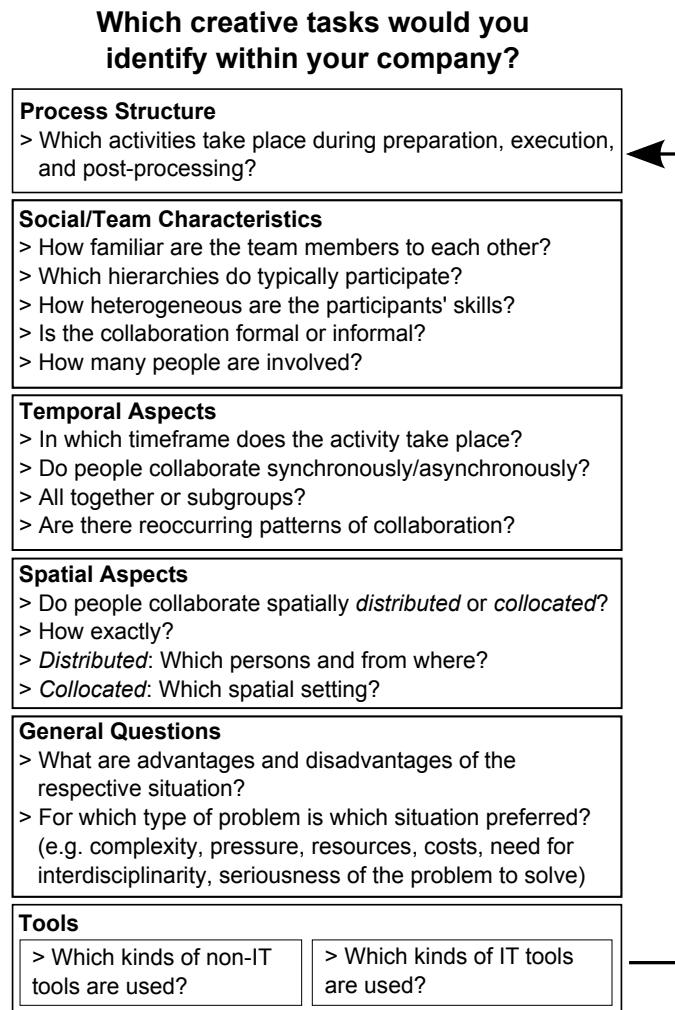 Which creative tasks would you
identify within your company?
Process Structure
> Which activities take place during preparation, execution,
and post-processing?
Social/Team Characteristics
> How familiar are the team members to each other?
> Which hierarchies do typically participate?
> How heterogeneous are the participants' skills?
> Is the collaboration formal or informal?
> How many people are involved?
Temporal Aspects
> In which timeframe does the activity take place?
> Do people collaborate synchronously/asynchronously?
> All together or subgroups?
> Are there reoccurring patterns of collaboration?
Spatial Aspects
> Do people collaborate spatially distributed or collocated?
> How exactly?
> Distributed: Which persons and from where?
> Collocated: Which spatial setting?
General Questions
> What are advantages and disadvantages of the
respective situation?
> For which type of problem is which situation preferred?
(e.g. complexity, pressure, resources, costs, need for
interdisciplinarity, seriousness of the problem to solve)
Tools
> Which kinds of non-IT
tools are used?
> Which kinds of IT tools
are used?